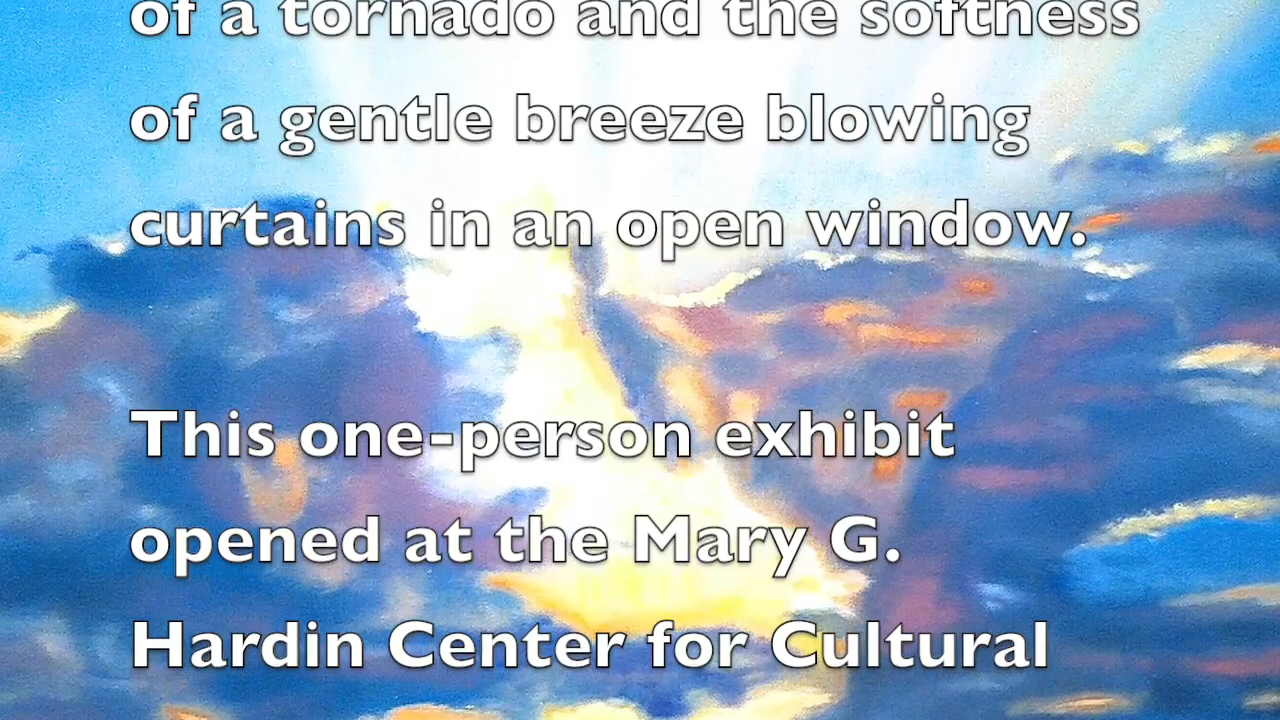 of a tornado and the softness
of a gentle breeze blowing
curtains in an open window.
This one-person exhibit
opened at the Mary G.
Hardin Center for Cultural